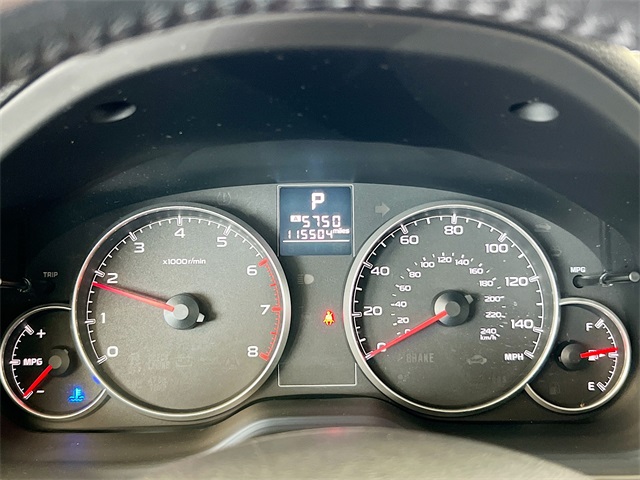 P
5750
115504 miles
TRIP
x1000r/min
0 1 2 3 4 5 6 7 8
0 20 40 60 80 100 120 140
MPH
0 20 40 60 80 100 120 140 160 180 200 220 240
km/h
BRAKE
+
MPG
-
MPG
F
E